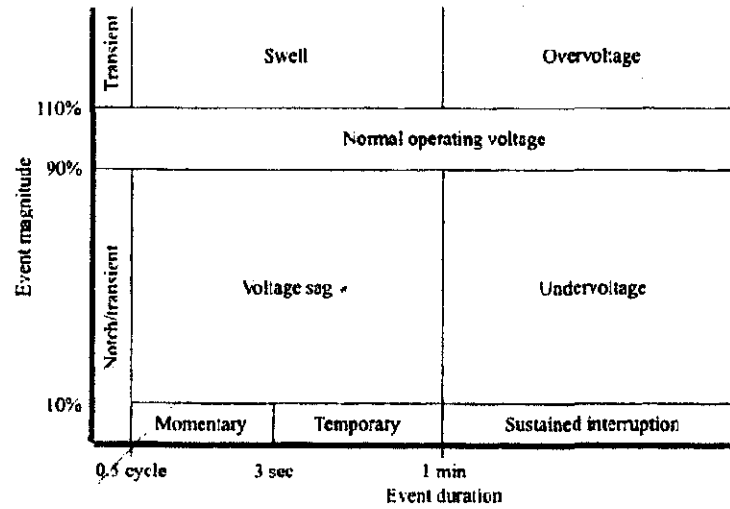 Transient
Swell
Overvoltage
110%
Normal operating voltage
90%
Event magnitude
Notch/transient
Voltage sag
Undervoltage
10%
Momentary
Temporary
Sustained interruption
0.5 cycle
3 sec
1 min
Event duration